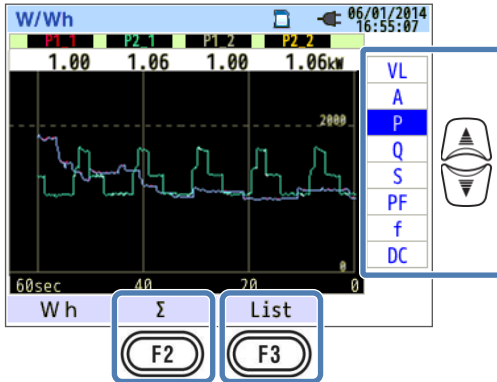 W/Wh
06/01/2014
16:55:07
P1_1 P2_1 P1_2 P2_2
1.00 1.06 1.00 1.06kW
2000
0
60sec 40 20 0
VL
A
P
Q
S
PF
f
DC
Wh Σ List
F2 F3